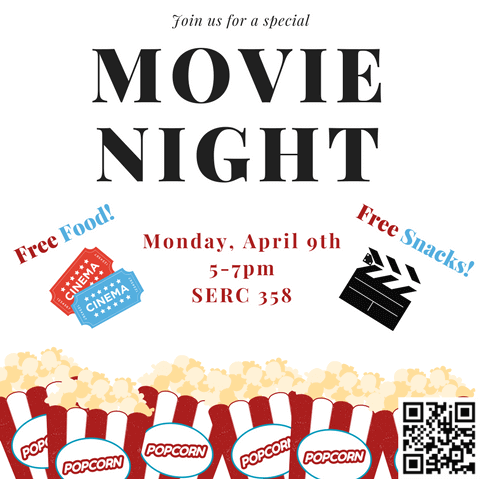 Join us for a special
MOVIE
NIGHT
Free Food!
Free Snacks!
Monday, April 9th
5-7pm
SERC 358
CINEMA
CINEMA
POPCORN
POPCORN
POPCORN
POPCORN
POPCORN